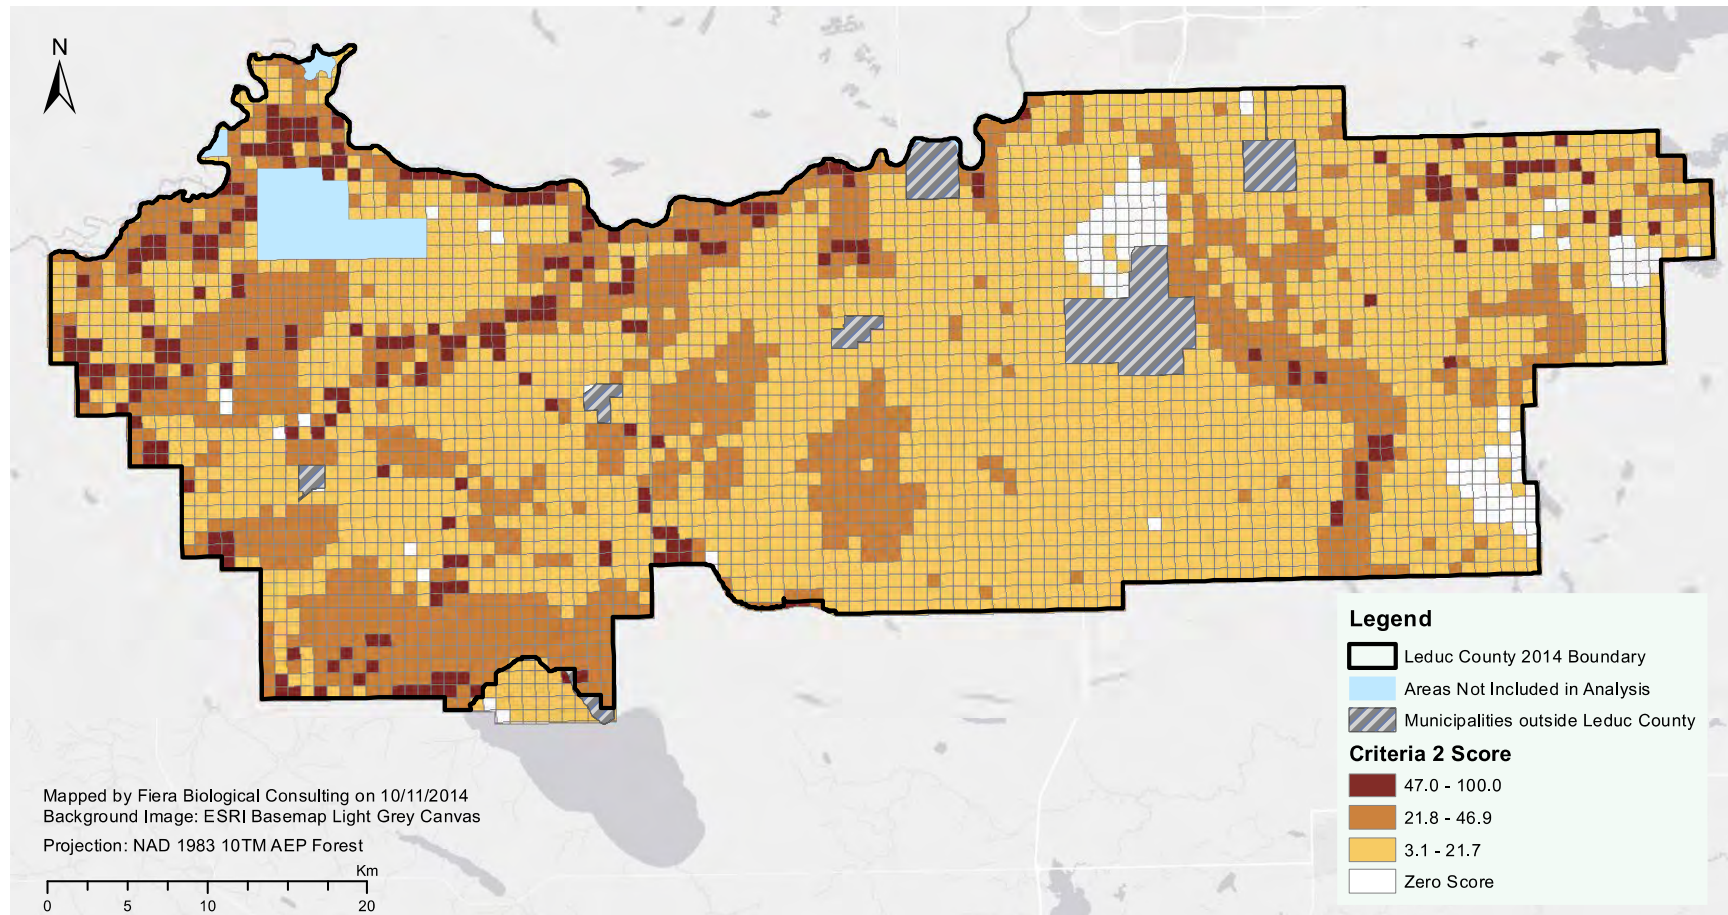 N
Legend
Leduc County 2014 Boundary
Areas Not Included in Analysis
Municipalities outside Leduc County
Criteria 2 Score
47.0 - 100.0
21.8 - 46.9
3.1 - 21.7
Zero Score
Mapped by Fiera Biological Consulting on 10/11/2014
Background Image: ESRI Basemap Light Grey Canvas
Projection: NAD 1983 10TM AEP Forest
Km
0 5 10 20